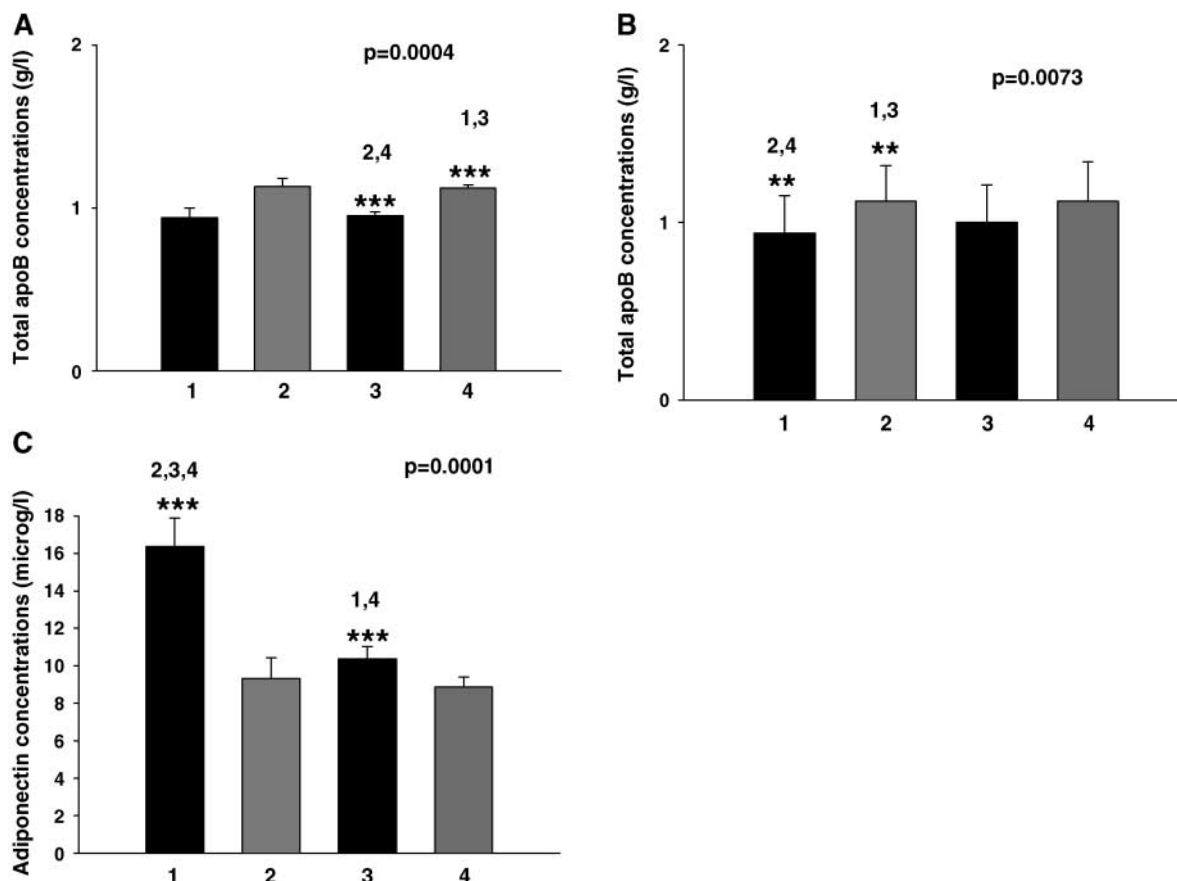 A
Total apoB concentrations (g/l)
2
1
0
p=0.0004
2,4
***
1,3
***
1 2 3 4
B
Total apoB concentrations (g/l)
2
1
0
p=0.0073
2,4
**
1,3
**
1 2 3 4
C
Adiponectin concentrations (microg/l)
18
16
14
12
10
8
6
4
2
0
2,3,4
***
p=0.0001
1,4
***
1 2 3 4